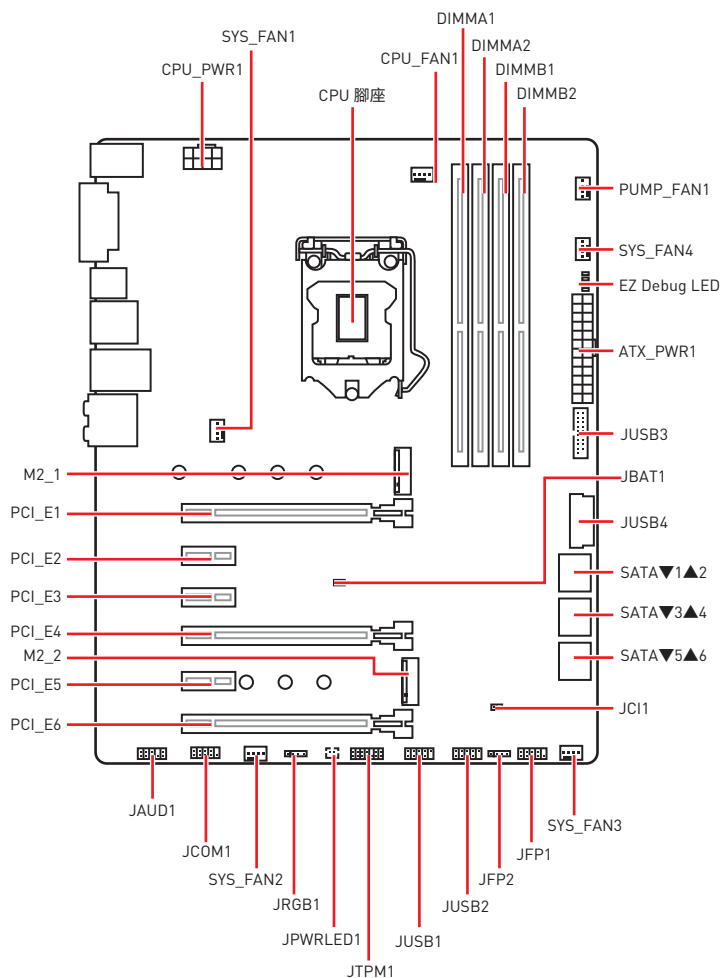 DIMMA1
SYS_FAN1
DIMMA2
CPU_FAN1
CPU_PWR1
DIMMB1
CPU 腳座
DIMMB2
PUMP_FAN1
SYS_FAN4
EZ Debug LED
ATX_PWR1
JUSB3
M2_1
JBAT1
PCI_E1
JUSB4
PCI_E2
SATA▼1▲2
PCI_E3
SATA▼3▲4
PCI_E4
M2_2
SATA▼5▲6
PCI_E5
JCI1
PCI_E6
JAUD1
SYS_FAN3
JCOM1
JFP1
SYS_FAN2
JFP2
JRGB1
JUSB2
JPWRLED1
JUSB1
JTPM1